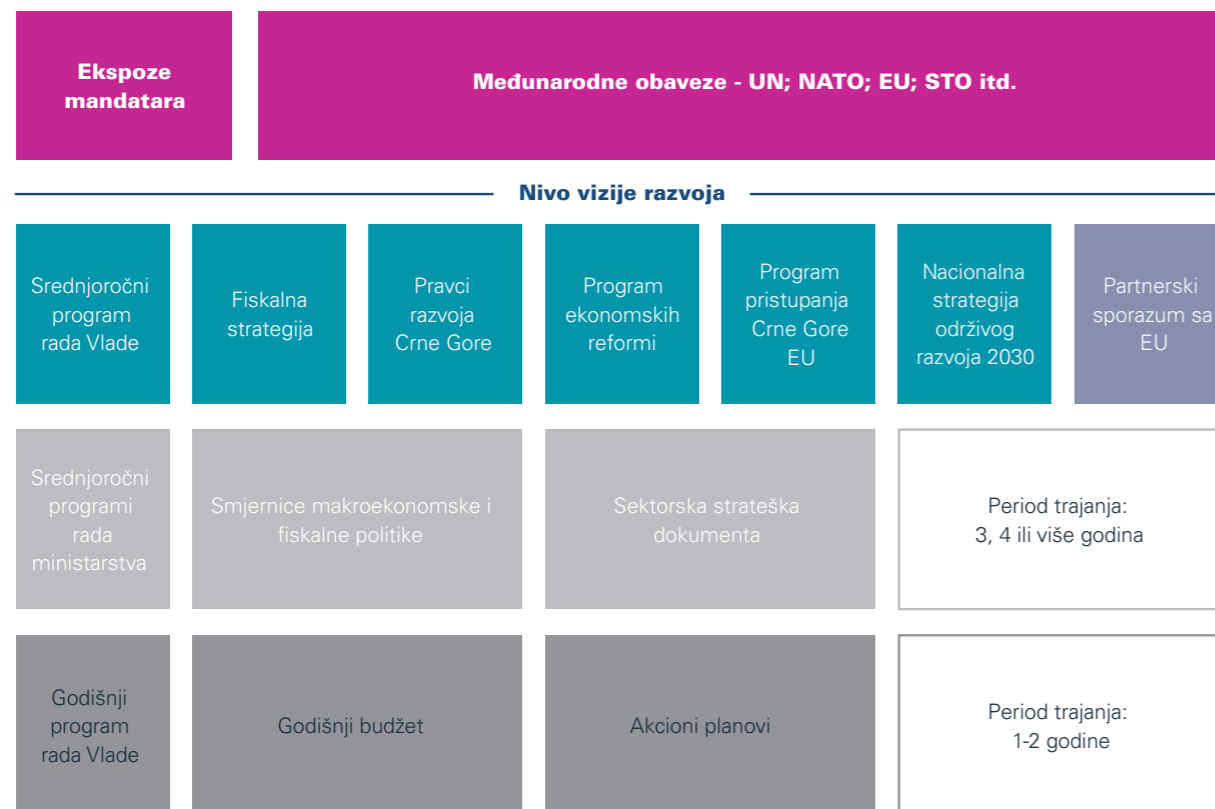 Ekspoze
mandatara
Međunarodne obaveze - UN; NATO; EU; STO itd.
Nivo vizije razvoja
Srednjoročni
program
rada Vlade
Fiskalna
strategija
Pravci
razvoja
Crne Gore
Program
ekonomskih
reformi
Program
pristupanja
Crne Gore
EU
Nacionalna
strategija
održivog
razvoja 2030
Partnerski
sporazum sa
EU
Srednjoročni
programi
rada
ministarstva
Smjernice makroekonomske i
fiskalne politike
Sektorska strateška
dokumenta
Period trajanja:
3, 4 ili više godina
Godišnji
program
rada Vlade
Godišnji budžet
Akcioni planovi
Period trajanja:
1-2 godine